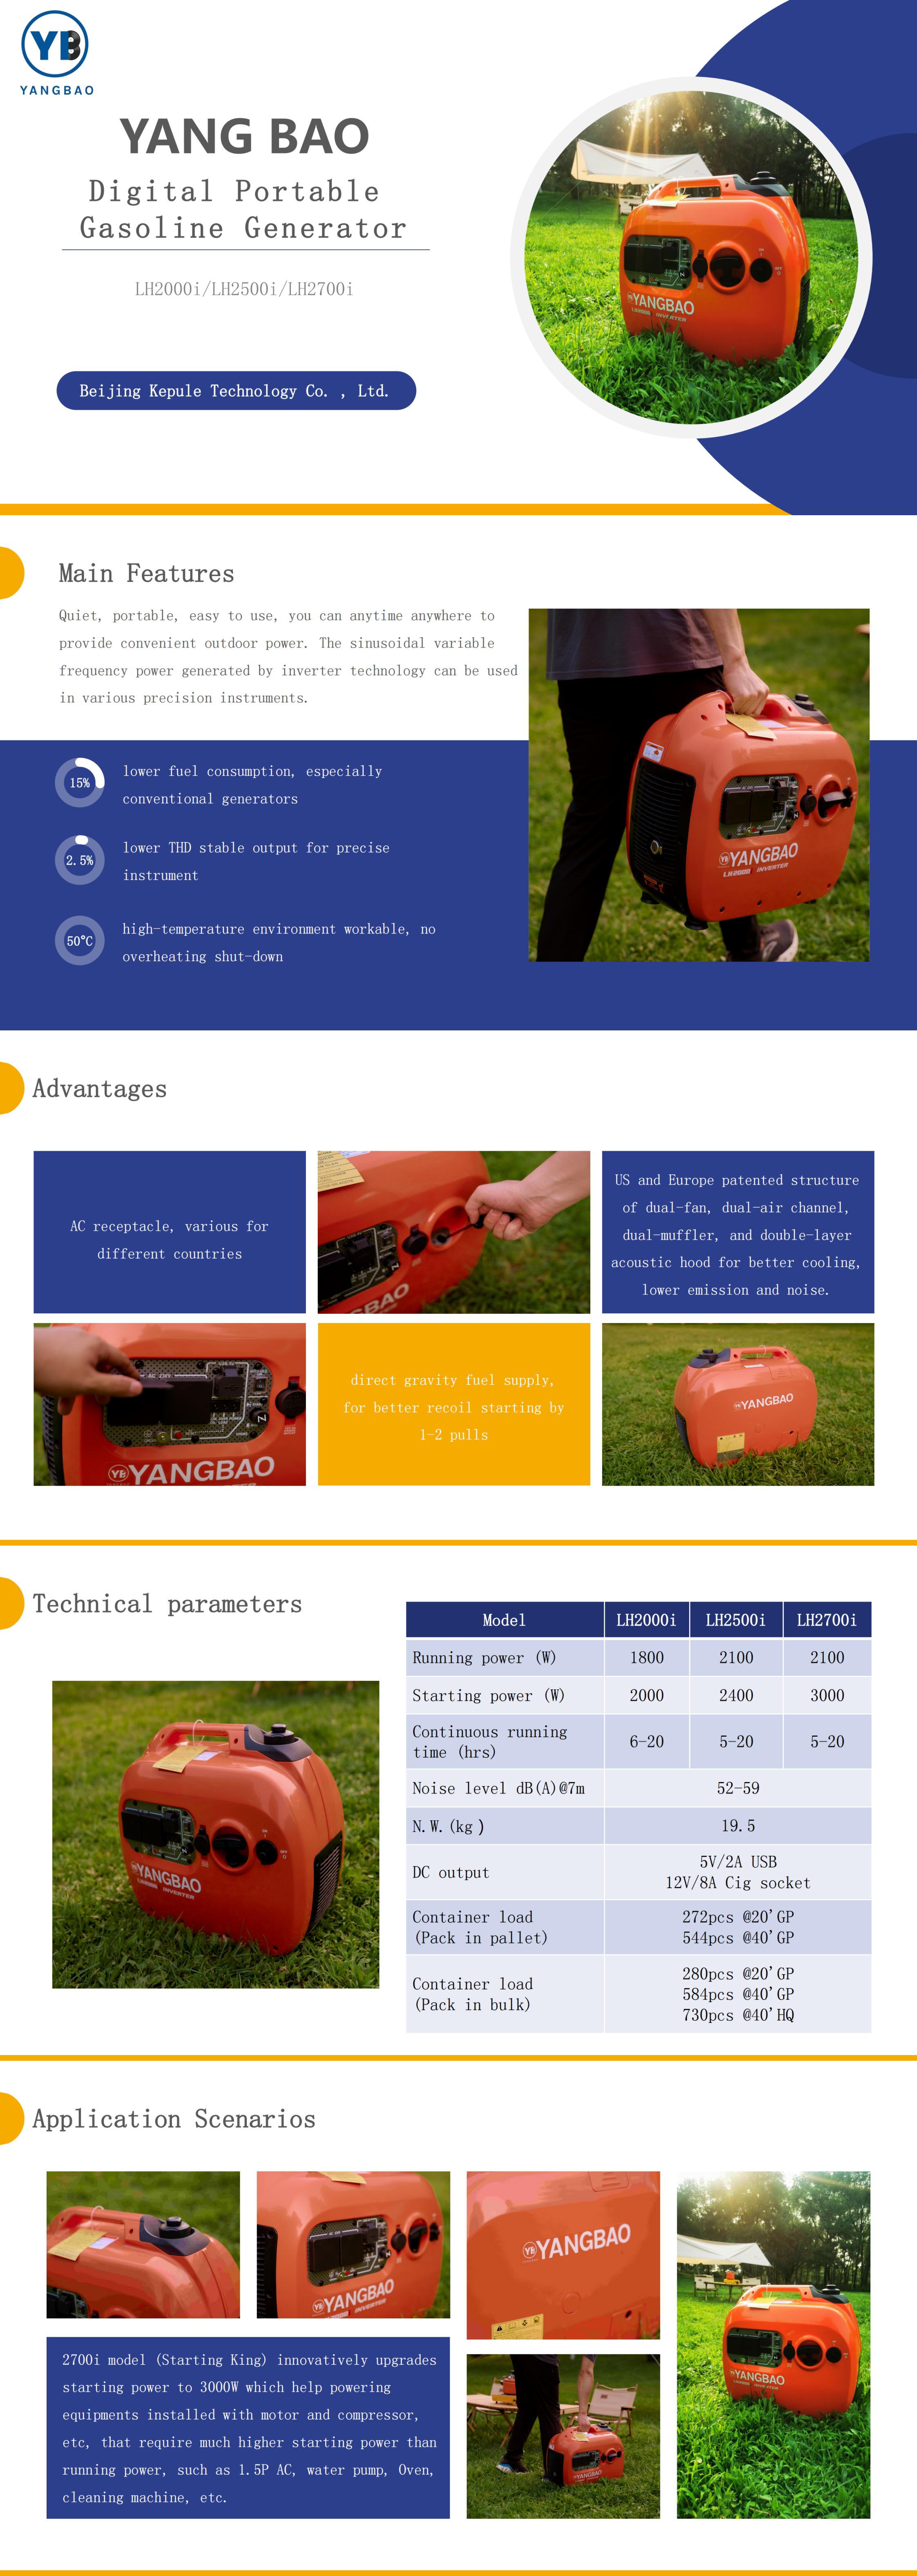 YB
YANGBAO
YANG BAO
Digital Portable
Gasoline Generator
LH2000i/LH2500i/LH2700i
YANGBAO
LH2000i INVERTER
Beijing Kepule Technology Co. , Ltd.
Main Features
Quiet, portable, easy to use, you can anytime anywhere to
provide convenient outdoor power. The sinusoidal variable
frequency power generated by inverter technology can be used
in various precision instruments.
15%
lower fuel consumption, especially
conventional generators
2.5%
lower THD stable output for precise
instrument
50℃
high-temperature environment workable, no
overheating shut-down
YANGBAO
LH2000i INVERTER
Advantages
AC receptacle, various for
different countries
BAO
US and Europe patented structure
of dual-fan, dual-air channel,
dual-muffler, and double-layer
acoustic hood for better cooling,
lower emission and noise.
YB YANGBAO
INVERTER
direct gravity fuel supply,
for better recoil starting by
1-2 pulls
YANGBAO
Technical parameters
YANGBAO
INVERTER
Model LH2000i LH2500i LH2700i
Running power (W) 1800 2100 2100
Starting power (W) 2000 2400 3000
Continuous running
time (hrs) 6-20 5-20 5-20
Noise level dB(A)@7m 52-59
N.W.(kg) 19.5
DC output 5V/2A USB
12V/8A Cig socket
Container load
(Pack in pallet) 272pcs @20'GP
544pcs @40'GP
Container load
(Pack in bulk) 280pcs @20'GP
584pcs @40'GP
730pcs @40'HQ
Application Scenarios
YANGBAO
INVERTER
YB YANGBAO
YANGBAO
YANGBAO
2700i model (Starting King) innovatively upgrades
starting power to 3000W which help powering
equipments installed with motor and compressor,
etc, that require much higher starting power than
running power, such as 1.5P AC, water pump, Oven,
cleaning machine, etc.